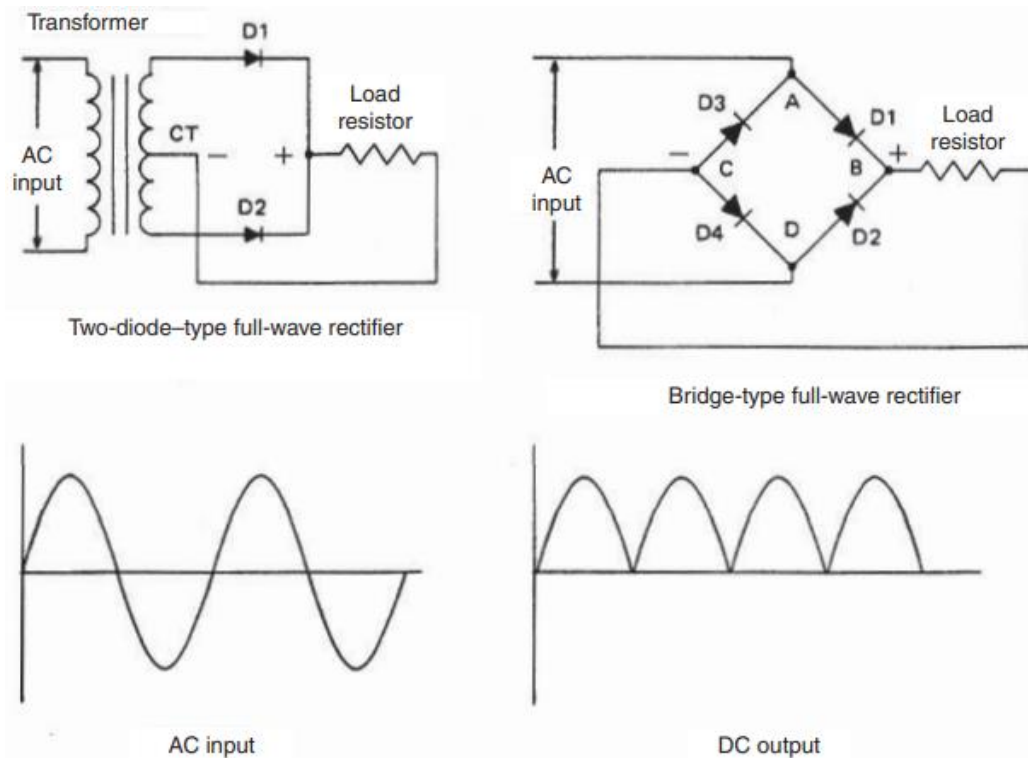 Transformer
D1
CT
−
+
Load
resistor
AC
input
D2
Two-diode–type full-wave rectifier
D3
A
D1
Load
resistor
−
C
B
+
AC
input
D4
D
D2
Bridge-type full-wave rectifier
AC input
DC output